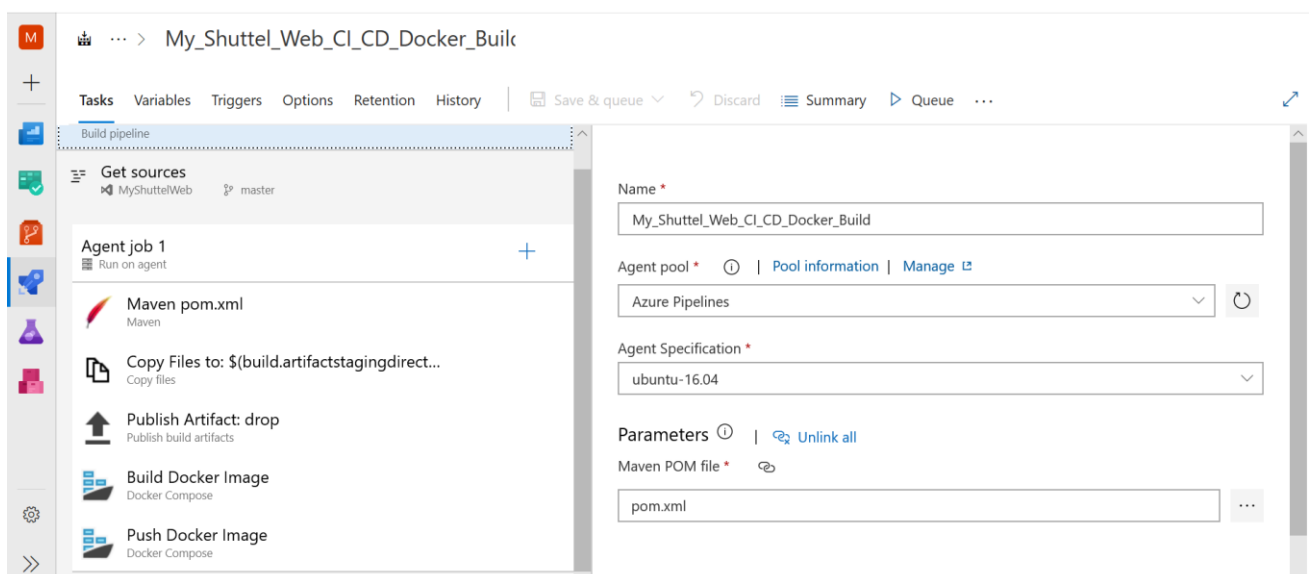 M
... > My_Shuttel_Web_CI_CD_Docker_Build
Tasks Variables Triggers Options Retention History Save & queue Discard Summary Queue ...
Build pipeline
Get sources
MyShuttelWeb master
Agent job 1
Run on agent
Maven pom.xml
Maven
Copy Files to: $(build.artifactstagingdirect...
Copy files
Publish Artifact: drop
Publish build artifacts
Build Docker Image
Docker Compose
Push Docker Image
Docker Compose
Name *
My_Shuttel_Web_CI_CD_Docker_Build
Agent pool * | Pool information | Manage
Azure Pipelines
Agent Specification *
ubuntu-16.04
Parameters | Unlink all
Maven POM file *
pom.xml
...